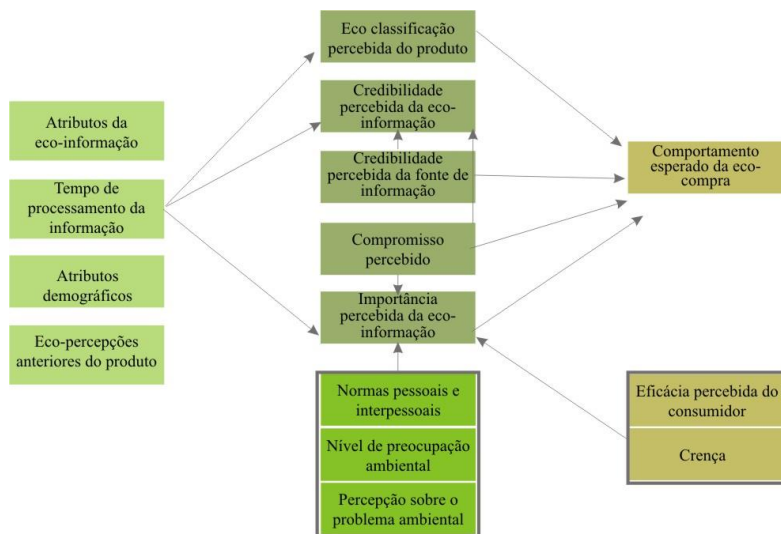 Atributos da
eco-informação
Tempo de
processamento da
informação
Atributos
demográficos
Eco-percepções
anteriores do produto
Eco classificação
percebida do produto
Credibilidade
percebida da eco-
informação
Credibilidade
percebida da fonte de
informação
Compromisso
percebido
Importância
percebida da eco-
informação
Normas pessoais e
interpessoais
Nível de preocupação
ambiental
Percepção sobre o
problema ambiental
Comportamento
esperado da eco-
compra
Eficácia percebida do
consumidor
Crença